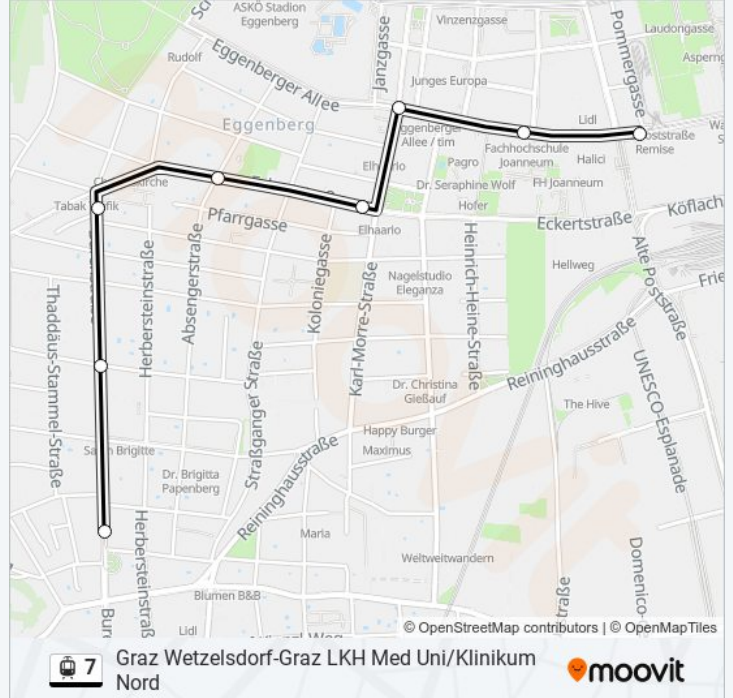 ASKÖ Stadion
Eggenberg
Vinzenzgasse
Laudongasse
Rudolf
Eggenberger Allee
Janzgasse
Pommergasse
Junges Europa
Lidl
Eggenberg
Allee / tim
Fachhochschule
Joanneum
Remise
Pagro
Halici
Dr. Seraphine Wolf
FH Joanneum
Hofer
Pfarrgasse
Elhaarlo
Eckertstraße
Hellweg
Nagelstudio
Eleganza
Thaddäus-Stammel-Straße
Herbersteinstraße
Absengerstraße
Koloniegasse
Karl-Morre-Straße
Heinrich-Heine-Straße
Alte Poststraße
Straßganger Straße
Reininghausstraße
Dr. Christina
Gießauf
The Hive
UNESCO-Esplanade
Happy Burger
Maximus
Reininghausstraße
Dr. Brigitta
Papenberg
Maria
Weltweitwandern
Blumen B&B
Lidl
© OpenStreetMap contributors | © OpenMapTiles
7
Graz Wetzelsdorf-Graz LKH Med Uni/Klinikum
Nord
moovit